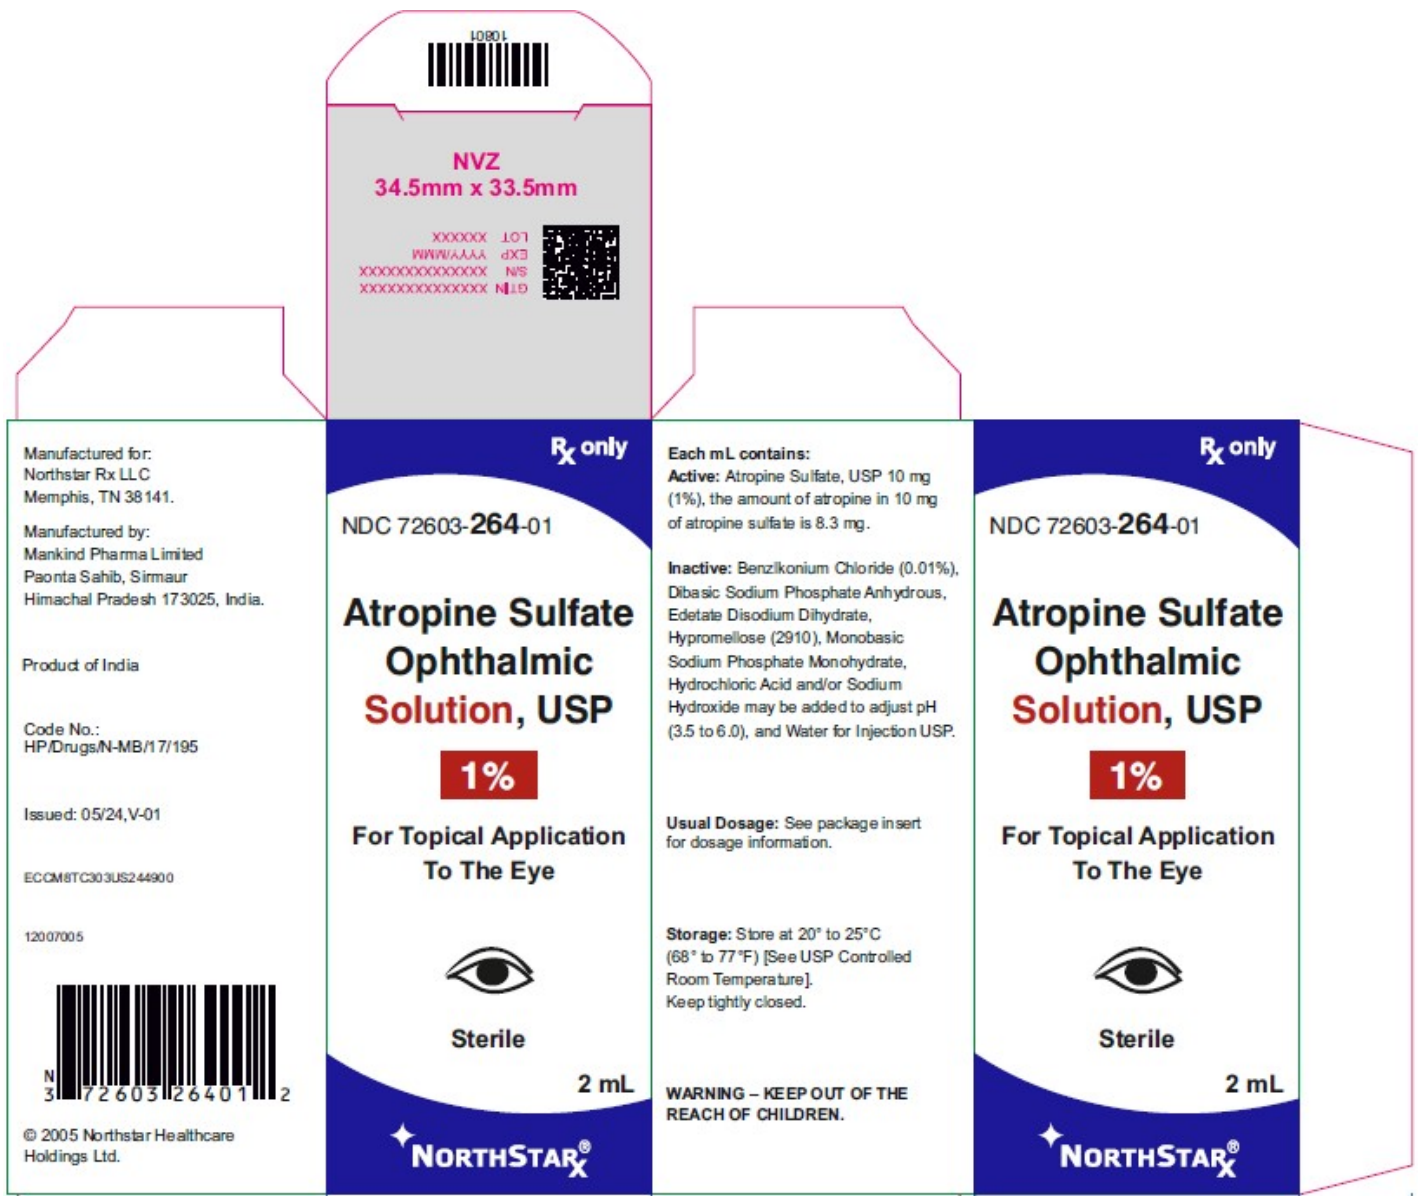 10801
NVZ
34.5mm x 33.5mm
GTIN XXXXXXXXXXXXXXX
S/N XXXXXXXXXXXXXXX
EXP YYYY/MMM
LOT XXXXXX
Manufactured for:
Northstar Rx LLC
Memphis, TN 38141.
Manufactured by:
Mankind Pharma Limited
Paonta Sahib, Sirmaur
Himachal Pradesh 173025, India.
Product of India
Code No.:
HP/Drugs/N-MB/17/195
Issued: 05/24,V-01
ECCM8TC303US244900
12007005
N
3 72603 26401 2
© 2005 Northstar Healthcare
Holdings Ltd.
Rx only
NDC 72603-264-01
Atropine Sulfate
Ophthalmic
Solution, USP
1%
For Topical Application
To The Eye
Sterile
2 mL
NORTHSTARx®
Each mL contains:
Active: Atropine Sulfate, USP 10 mg
(1%), the amount of atropine in 10 mg
of atropine sulfate is 8.3 mg.
Inactive: Benzlkonium Chloride (0.01%),
Dibasic Sodium Phosphate Anhydrous,
Edetate Disodium Dihydrate,
Hypromellose (2910), Monobasic
Sodium Phosphate Monohydrate,
Hydrochloric Acid and/or Sodium
Hydroxide may be added to adjust pH
(3.5 to 6.0), and Water for Injection USP.
Usual Dosage: See package insert
for dosage information.
Storage: Store at 20° to 25°C
(68° to 77°F) [See USP Controlled
Room Temperature].
Keep tightly closed.
WARNING – KEEP OUT OF THE
REACH OF CHILDREN.
Rx only
NDC 72603-264-01
Atropine Sulfate
Ophthalmic
Solution, USP
1%
For Topical Application
To The Eye
Sterile
2 mL
NORTHSTARx®